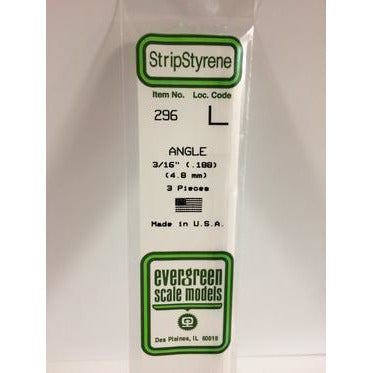 StripStyrene
Item No. Loc. Code
296
ANGLE
3/16" (.188)
(4.8 mm)
3 Pieces
Made in U.S.A.
evergreen
scale models
Des Plaines, IL 60018